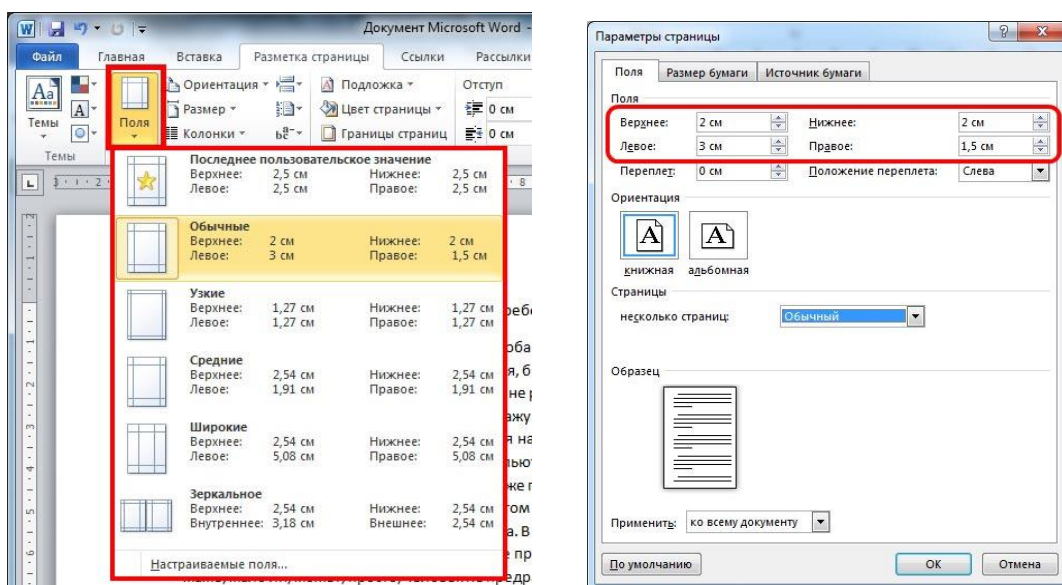 Документ Microsoft Word -
Файл Главная Вставка Разметка страницы Ссылки Рассылки
Темы
Поля
Ориентация
Размер
Колонки
Подложка
Цвет страницы
Границы страниц
Отступ
0 см
0 см
Темы
Последнее пользовательское значение
Верхнее: 2,5 см Нижнее: 2,5 см
Левое: 2,5 см Правое: 2,5 см
Обычные
Верхнее: 2 см Нижнее: 2 см
Левое: 3 см Правое: 1,5 см
Узкие
Верхнее: 1,27 см Нижнее: 1,27 см
Левое: 1,27 см Правое: 1,27 см
Средние
Верхнее: 2,54 см Нижнее: 2,54 см
Левое: 1,91 см Правое: 1,91 см
Широкие
Верхнее: 2,54 см Нижнее: 2,54 см
Левое: 5,08 см Правое: 5,08 см
Зеркальное
Верхнее: 2,54 см Нижнее: 2,54 см
Внутреннее: 3,18 см Внешнее: 2,54 см
Настраиваемые поля...
Параметры страницы
Поля Размер бумаги Источник бумаги
Поля
Верхнее: 2 см Нижнее: 2 см
Левое: 3 см Правое: 1,5 см
Переплет: 0 см Положение переплета: Слева
Ориентация
книжная альбомная
Страницы
несколько страниц: Обычный
Образец
Применить: ко всему документу
По умолчанию ОК Отмена